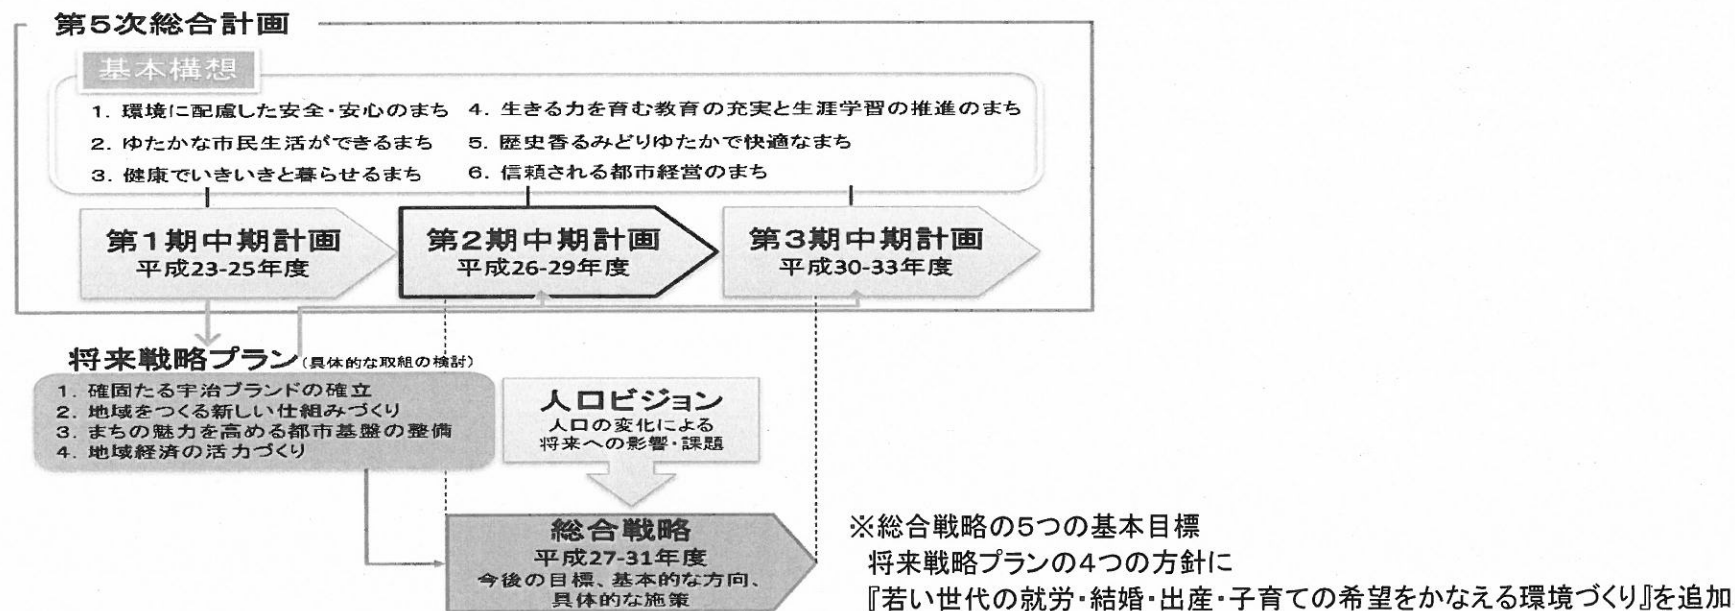 第5次総合計画
基本構想
1. 環境に配慮した安全・安心のまち
2. ゆたかな市民生活ができるまち
3. 健康でいきいきと暮らせるまち
4. 生きる力を育む教育の充実と生涯学習の推進のまち
5. 歴史香るみどりゆたかで快適なまち
6. 信頼される都市経営のまち
第1期中期計画
平成23-25年度
第2期中期計画
平成26-29年度
第3期中期計画
平成30-33年度
将来戦略プラン(具体的な取組の検討)
1. 確固たる宇治ブランドの確立
2. 地域をつくる新しい仕組みづくり
3. まちの魅力を高める都市基盤の整備
4. 地域経済の活力づくり
人口ビジョン
人口の変化による
将来への影響・課題
総合戦略
平成27-31年度
今後の目標、基本的な方向、
具体的な施策
※総合戦略の5つの基本目標
将来戦略プランの4つの方針に
『若い世代の就労・結婚・出産・子育ての希望をかなえる環境づくり』を追加